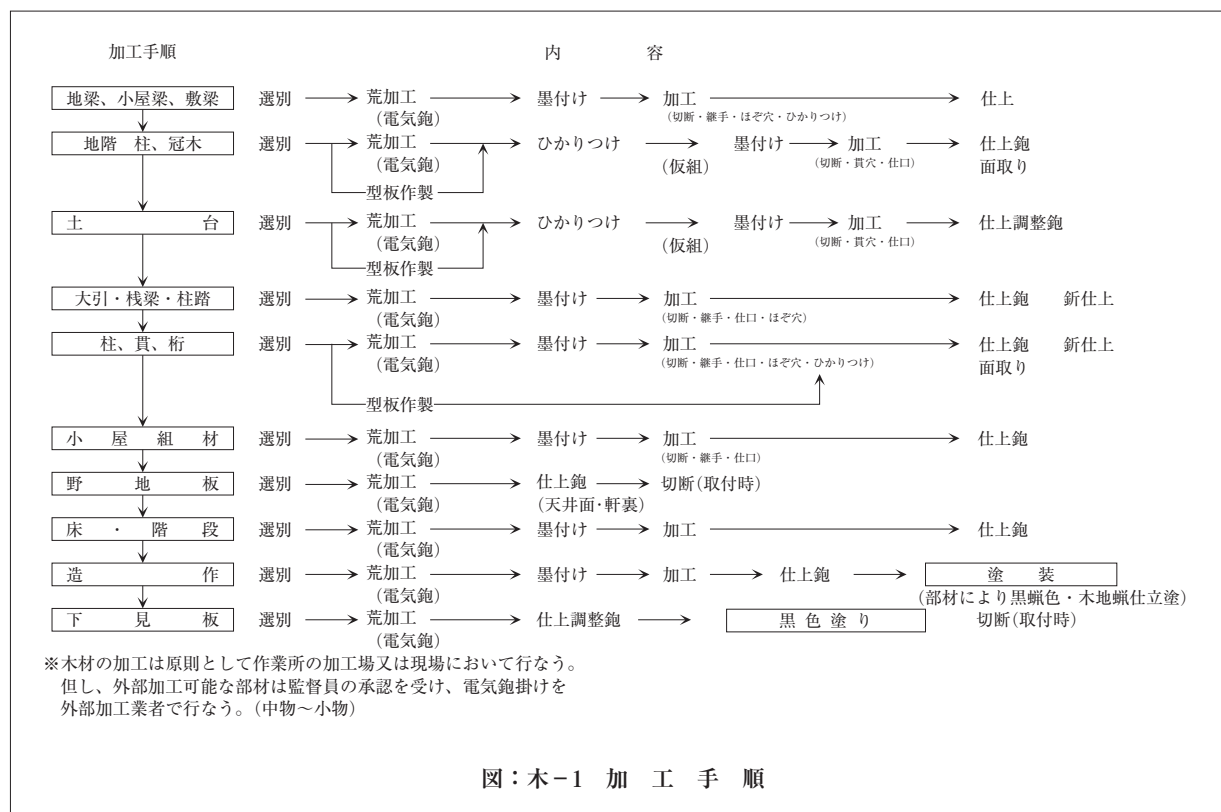 加工手順 内 容
地梁、小屋梁、敷梁 選別 荒加工 墨付け 加工 仕上
(電気鉋) (切断・継手・ほぞ穴・ひかりつけ)
地階 柱、冠木 選別 荒加工 ひかりつけ 墨付け 加工 仕上鉋
(電気鉋) (仮組) (切断・貫穴・仕口) 面取り
型板作製
土 台 選別 荒加工 ひかりつけ 墨付け 加工 仕上調整鉋
(電気鉋) (仮組) (切断・貫穴・仕口)
型板作製
大引・桟梁・柱踏 選別 荒加工 墨付け 加工 仕上鉋 釿仕上
(電気鉋) (切断・継手・仕口・ほぞ穴)
柱、貫、桁 選別 荒加工 墨付け 加工 仕上鉋 釿仕上
(電気鉋) (切断・継手・仕口・ほぞ穴・ひかりつけ) 面取り
型板作製
小 屋 組 材 選別 荒加工 墨付け 加工 仕上鉋
(電気鉋) (切断・継手・仕口)
野 地 板 選別 荒加工 仕上鉋 切断(取付時)
(電気鉋) (天井面・軒裏)
床 ・ 階 段 選別 荒加工 墨付け 加工 仕上鉋
(電気鉋)
造 作 選別 荒加工 墨付け 加工 仕上鉋 塗 装
(電気鉋) (部材により黒蝋色・木地蝋仕立塗)
下 見 板 選別 荒加工 仕上調整鉋 黒 色 塗 り 切断(取付時)
(電気鉋)
※木材の加工は原則として作業所の加工場又は現場において行なう。
但し、外部加工可能な部材は監督員の承認を受け、電気鉋掛けを
外部加工業者で行なう。(中物〜小物)
図：木−1 加 工 手 順